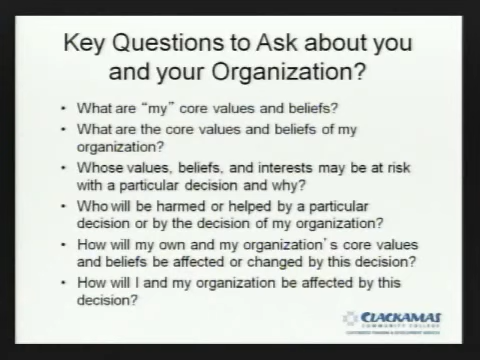 Key Questions to Ask about you
and your Organization?
• What are “my” core values and beliefs?
• What are the core values and beliefs of my
organization?
• Whose values, beliefs, and interests may be at risk
with a particular decision and why?
• Who will be harmed or helped by a particular
decision or by the decision of my organization?
• How will my own and my organization’s core values
and beliefs be affected or changed by this decision?
• How will I and my organization be affected by this
decision?
CLACKAMAS
COMMUNITY COLLEGE
CUSTOMIZED TRAINING & DEVELOPMENT SERVICES